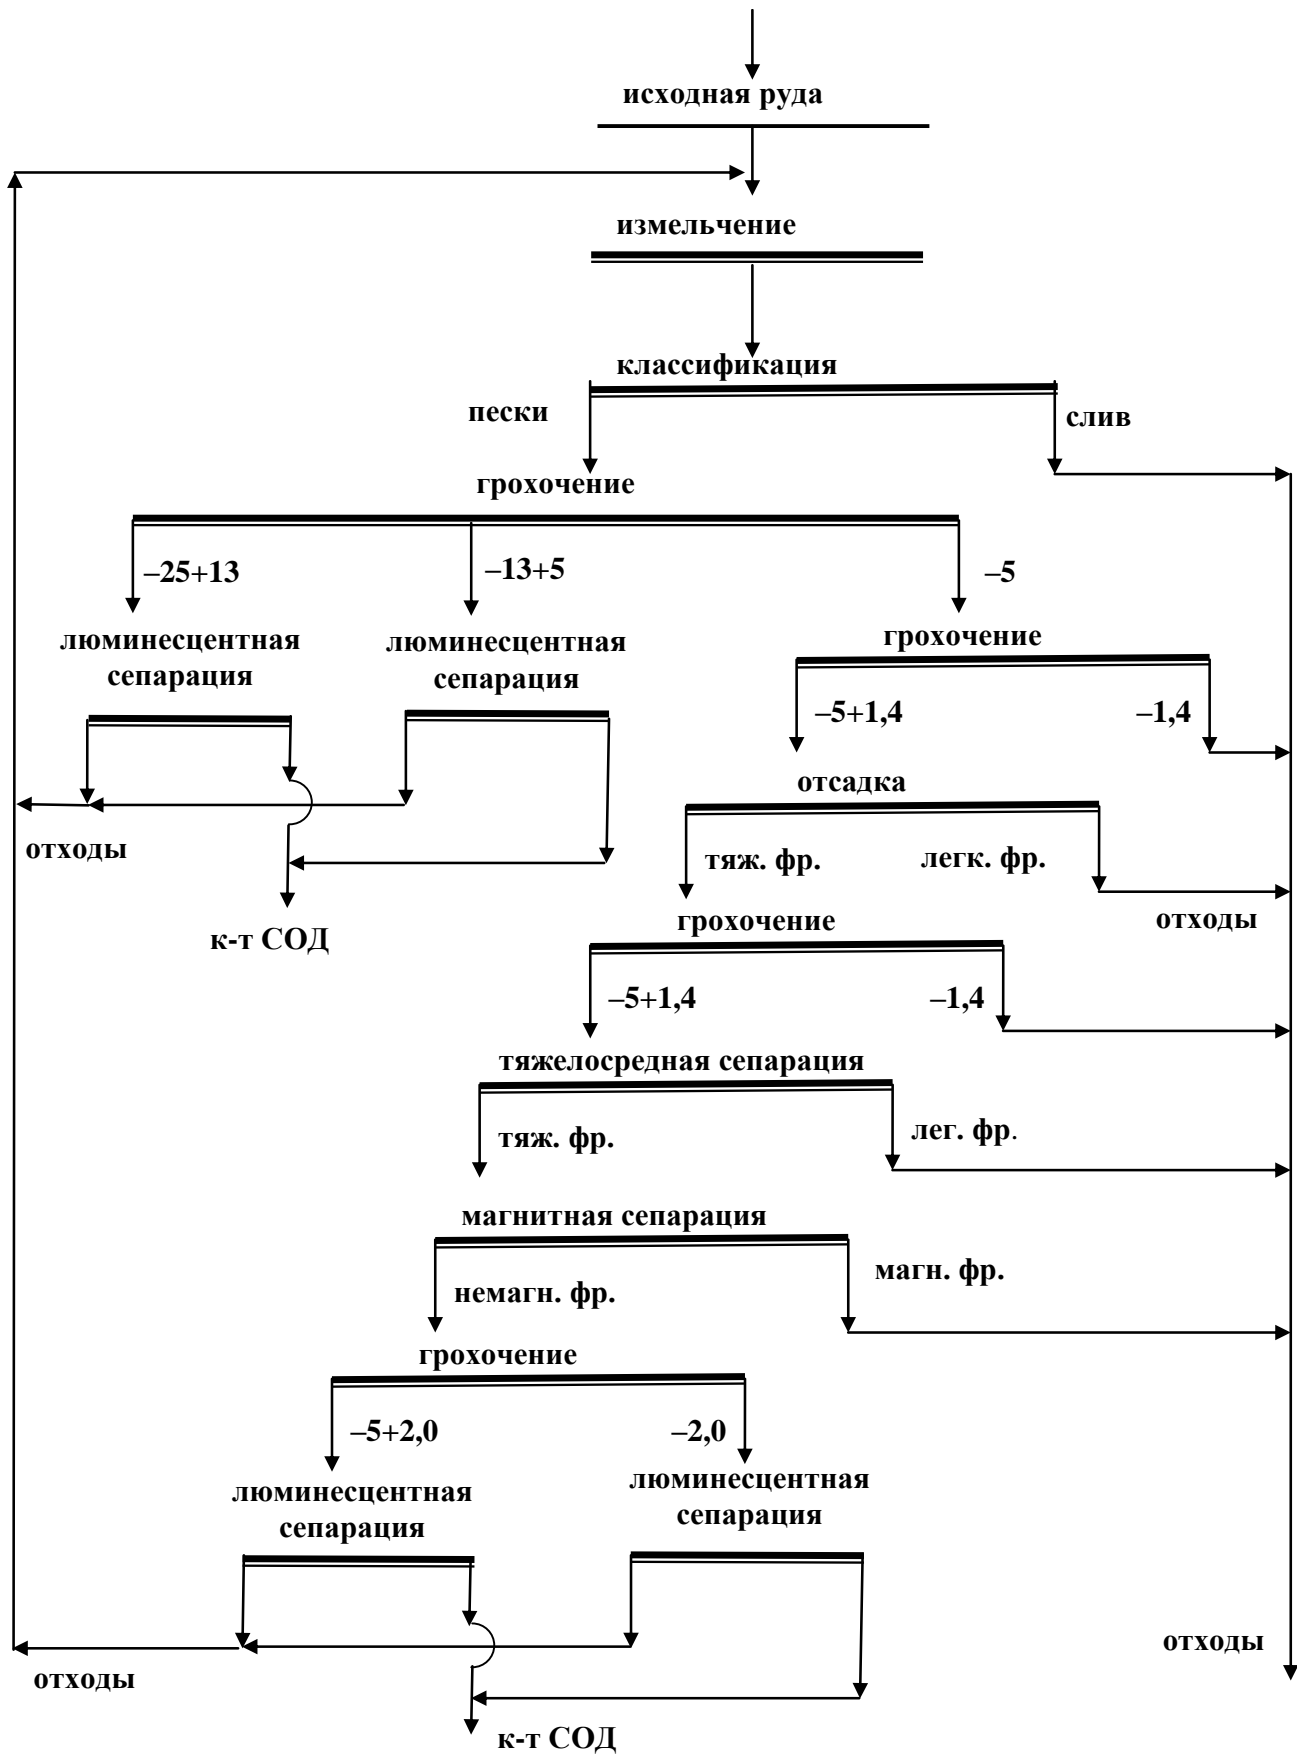 исходная руда
измельчение
классификация
пески
слив
грохочение
–25+13
–13+5
–5
люминесцентная
сепарация
люминесцентная
сепарация
грохочение
–5+1,4
–1,4
отсадка
отходы
тяж. фр.
легк. фр.
к-т СОД
грохочение
отходы
–5+1,4
–1,4
тяжелосредная сепарация
тяж. фр.
лег. фр.
магнитная сепарация
немагн. фр.
магн. фр.
грохочение
–5+2,0
–2,0
люминесцентная
сепарация
люминесцентная
сепарация
отходы
отходы
к-т СОД